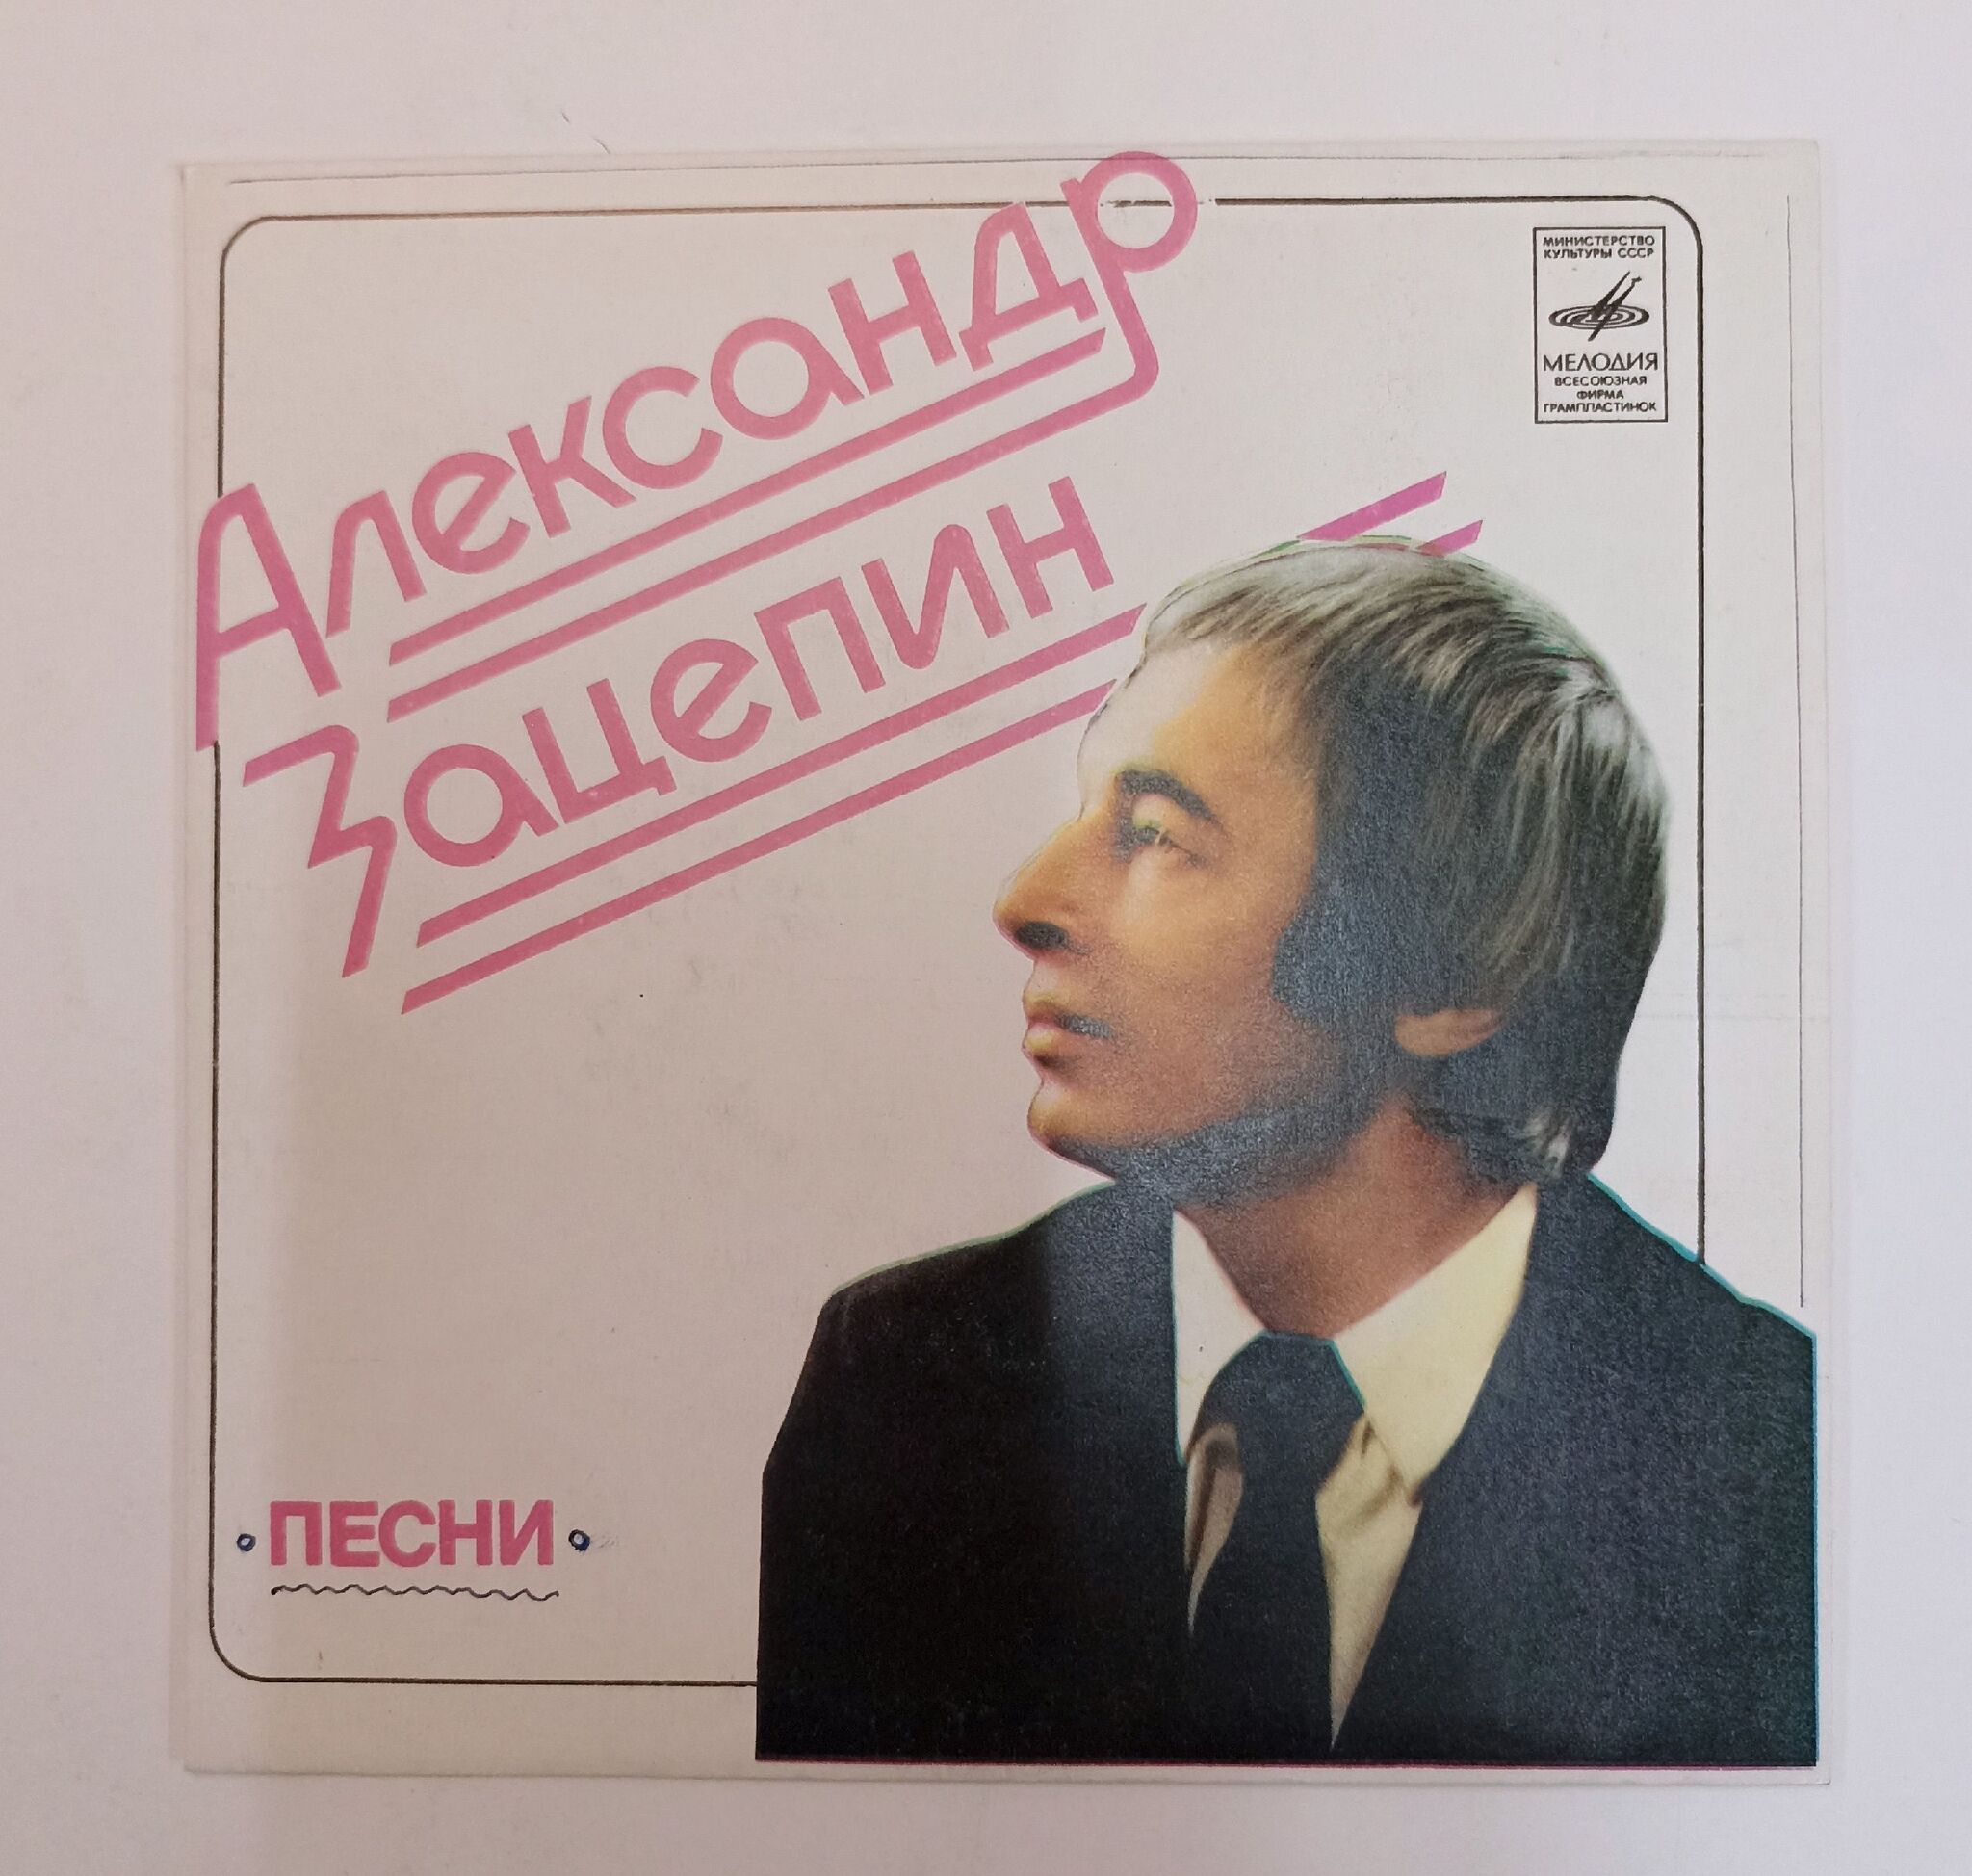 Александр
Зацепин
МИНИСТЕРСТВО
КУЛЬТУРЫ СССР
МЕЛОДИЯ
ВСЕСОЮЗНАЯ
ФИРМА
ГРАМПЛАСТИНОК
ПЕСНИ